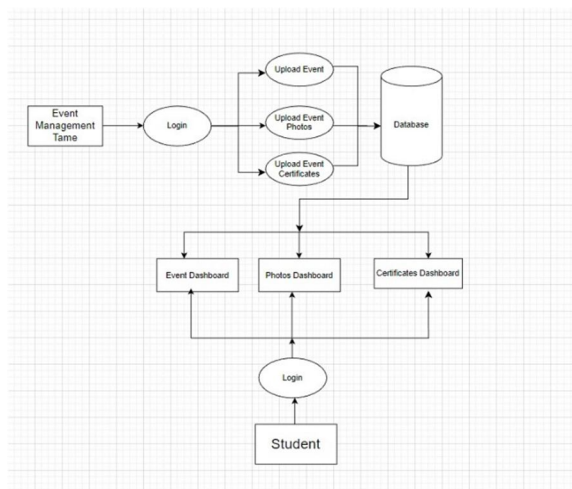 Event
Management
Tame
Login
Upload Event
Upload Event
Photos
Upload Event
Certificates
Database
Event Dashboard
Photos Dashboard
Certificates Dashboard
Login
Student